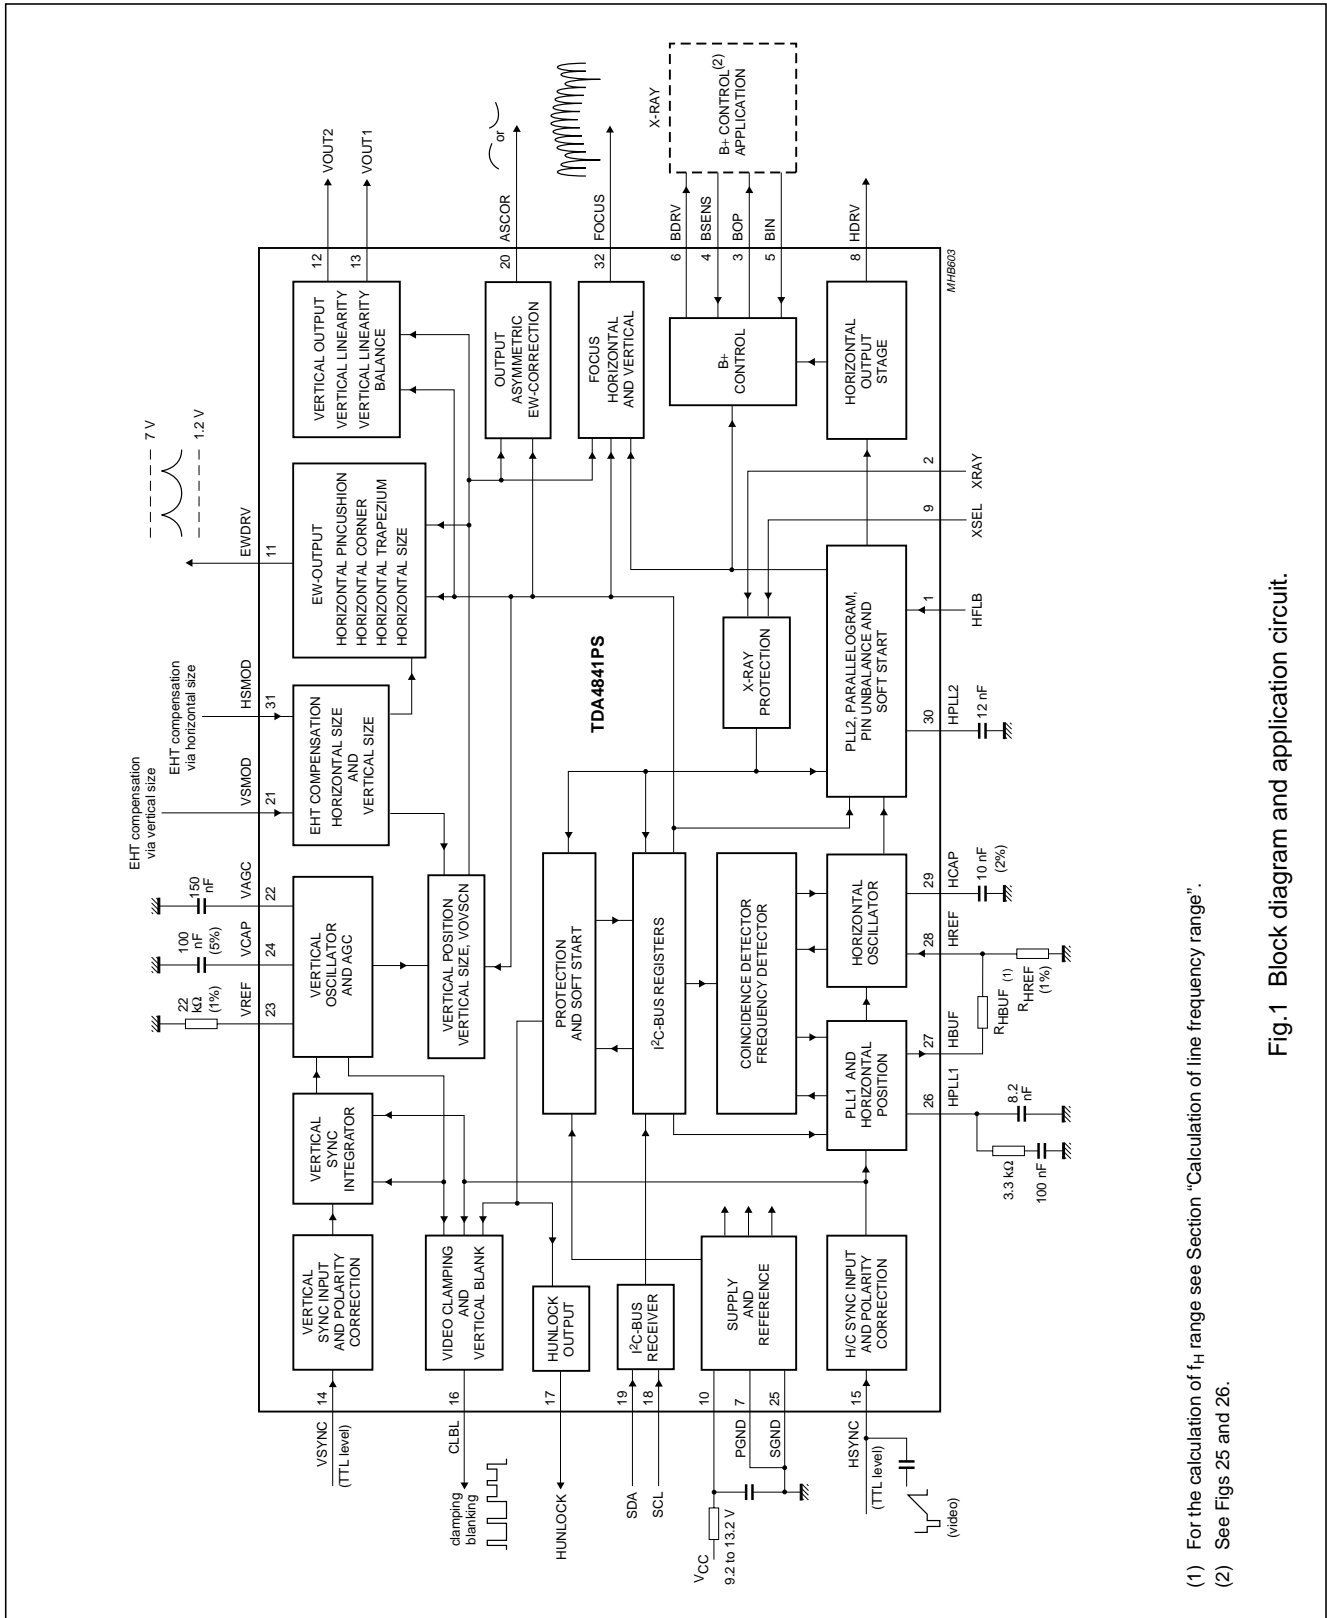 EHT compensation
via vertical size
EHT compensation
via horizontal size
7 V
1.2 V
22
kΩ
(1%)
100
nF
(5%)
150
nF
VREF
VCAP
VAGC
VSMOD
HSMOD
EWDRV
23
24
22
21
31
11
VSYNC
(TTL level)
14
VERTICAL
SYNC INPUT
AND POLARITY
CORRECTION
VERTICAL
SYNC
INTEGRATOR
VERTICAL
OSCILLATOR
AND AGC
EHT COMPENSATION
HORIZONTAL SIZE
AND
VERTICAL SIZE
EW-OUTPUT
HORIZONTAL PINCUSHION
HORIZONTAL CORNER
HORIZONTAL TRAPEZIUM
HORIZONTAL SIZE
VERTICAL OUTPUT
VERTICAL LINEARITY
VERTICAL LINEARITY
BALANCE
12
VOUT2
13
VOUT1
clamping
blanking
CLBL
16
VIDEO CLAMPING
AND
VERTICAL BLANK
VERTICAL POSITION
VERTICAL SIZE, VOVSCN
OUTPUT
ASYMMETRIC
EW-CORRECTION
20
ASCOR
or
HUNLOCK
17
HUNLOCK
OUTPUT
PROTECTION
AND SOFT START
TDA4841PS
FOCUS
HORIZONTAL
AND VERTICAL
32
FOCUS
SDA
19
SCL
18
I²C-BUS
RECEIVER
I²C-BUS REGISTERS
X-RAY
PROTECTION
B+
CONTROL
6
BDRV
4
BSENS
3
BOP
5
BIN
X-RAY
B+ CONTROL(2)
APPLICATION
VCC
9.2 to 13.2 V
10
PGND
7
SGND
25
SUPPLY
AND
REFERENCE
COINCIDENCE DETECTOR
FREQUENCY DETECTOR
HSYNC
(TTL level)
15
(video)
H/C SYNC INPUT
AND POLARITY
CORRECTION
PLL1 AND
HORIZONTAL
POSITION
HORIZONTAL
OSCILLATOR
PLL2, PARALLELOGRAM,
PIN UNBALANCE AND
SOFT START
HORIZONTAL
OUTPUT
STAGE
8
HDRV
26
27
28
29
30
1
9
2
HPLL1
HBUF
HREF
HCAP
HPLL2
HFLB
XSEL
XRAY
MHB603
3.3 kΩ
100 nF
8.2
nF
RHBUF (1)
RHREF
(1%)
10 nF
(2%)
12 nF
(1) For the calculation of fH range see Section “Calculation of line frequency range”.
(2) See Figs 25 and 26.
Fig.1 Block diagram and application circuit.